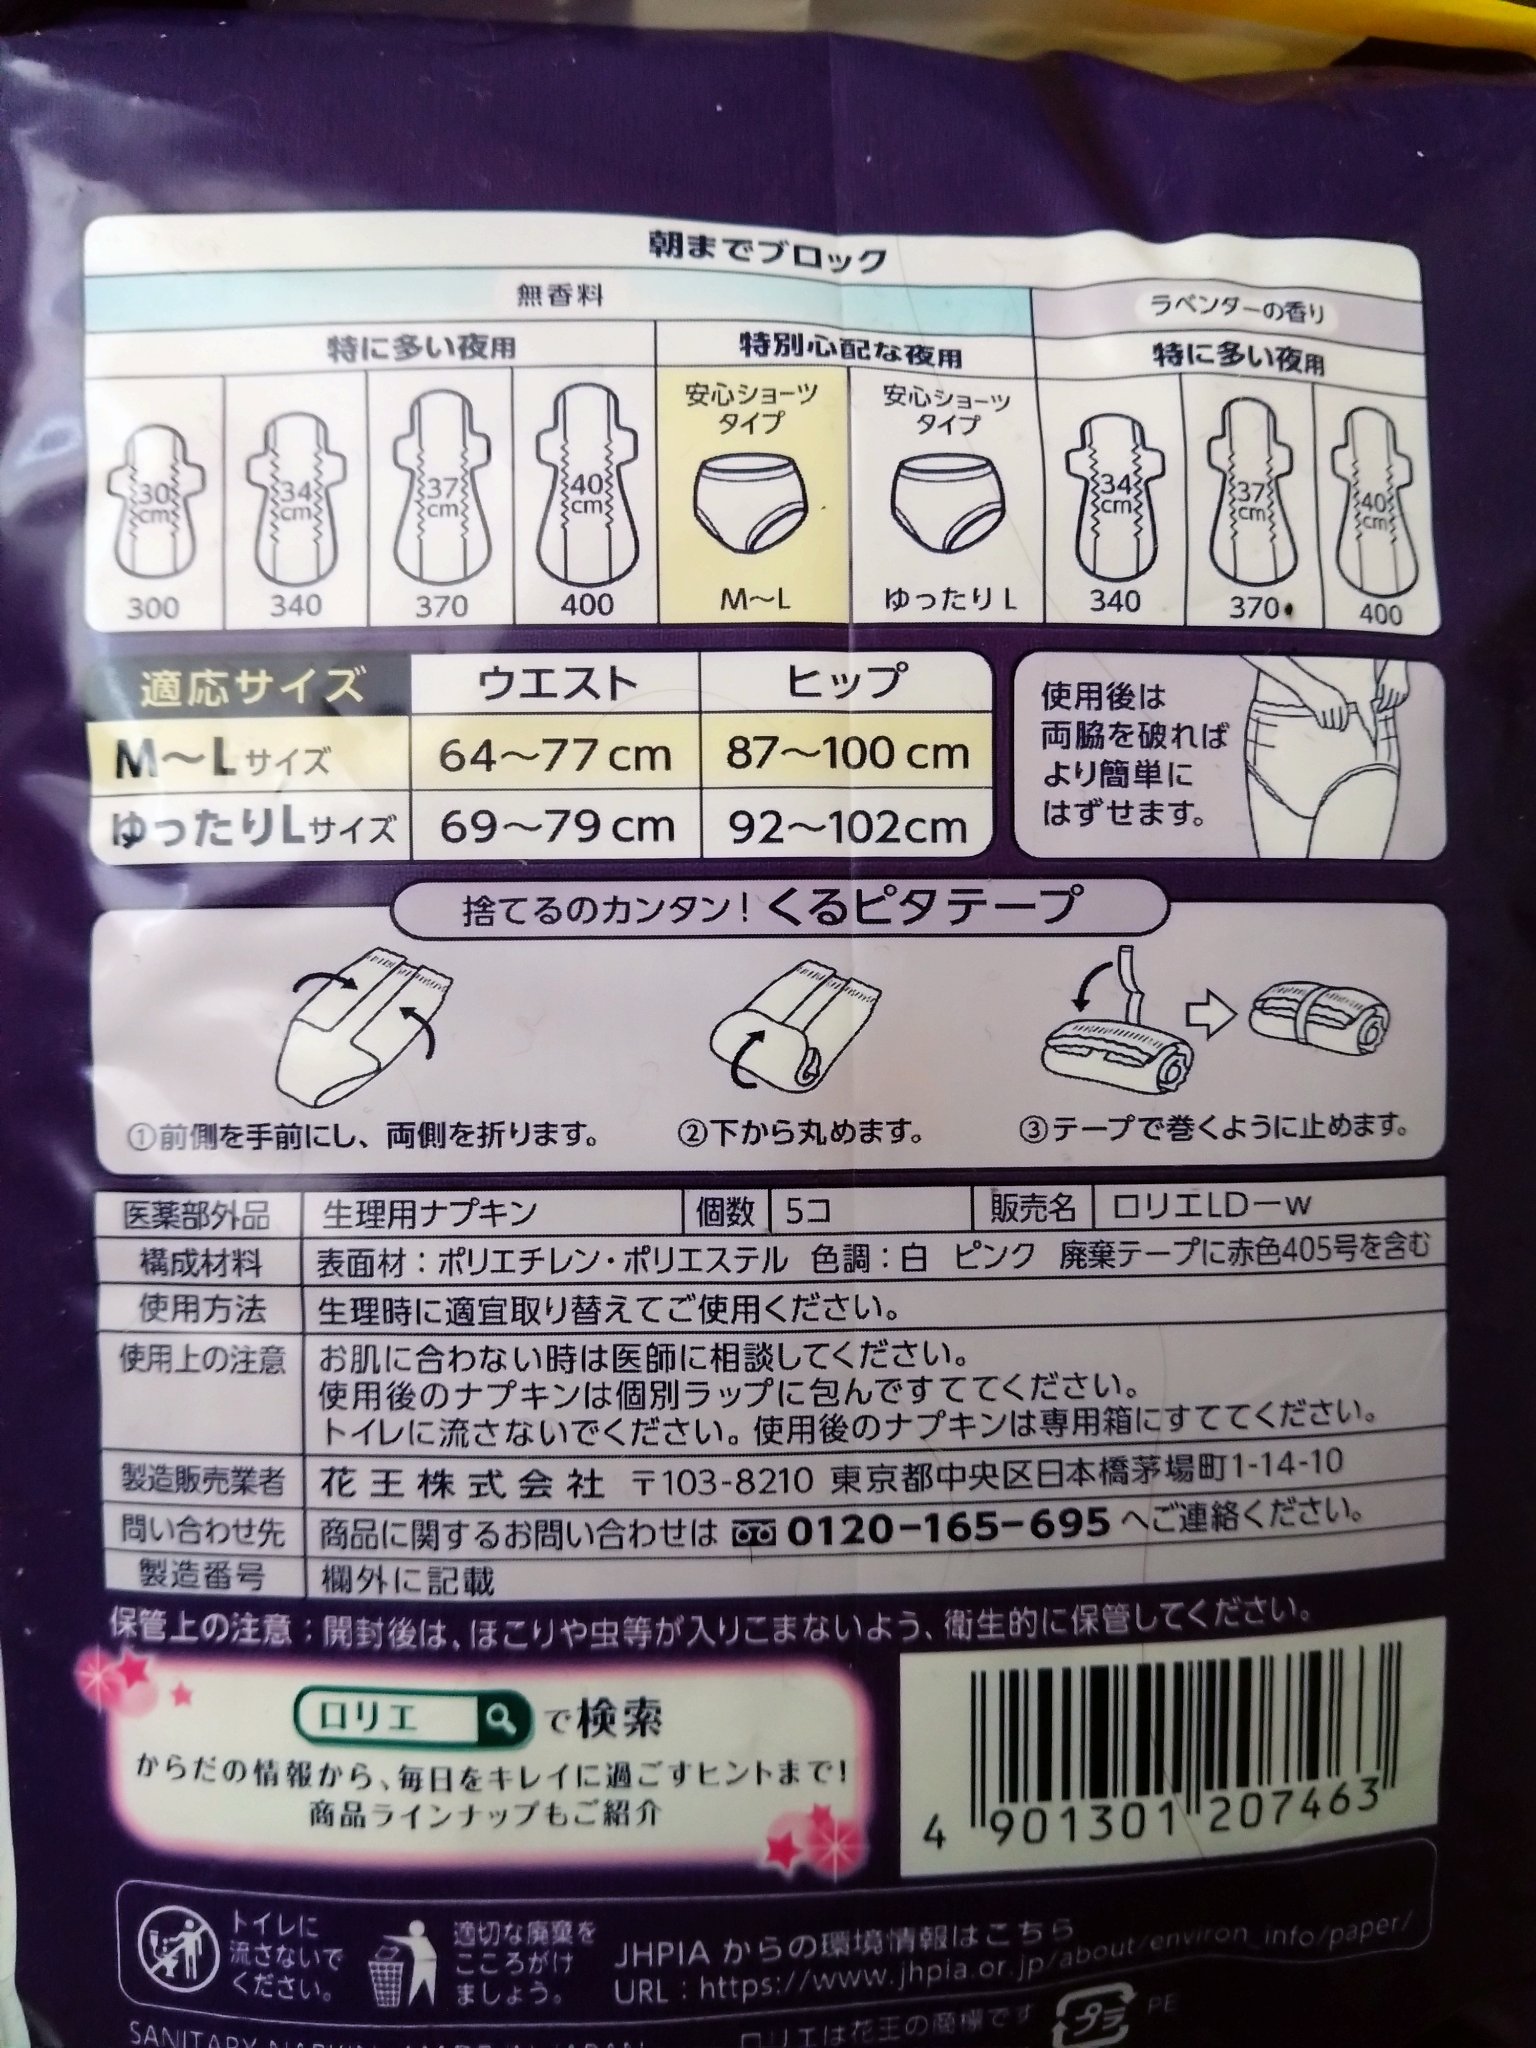 朝までブロック
無香料
ラベンダーの香り
特に多い夜用
特別心配な夜用
特に多い夜用
30cm
300
34cm
340
37cm
370
40cm
400
安心ショーツ
タイプ
M〜L
安心ショーツ
タイプ
ゆったりL
34cm
340
37cm
370
40cm
400
適応サイズ ウエスト ヒップ
M〜Lサイズ 64〜77cm 87〜100cm
ゆったりLサイズ 69〜79cm 92〜102cm
使用後は
両脇を破れば
より簡単に
はずせます。
捨てるのカンタン!くるピタテープ
①前側を手前にし、両側を折ります。
②下から丸めます。
③テープで巻くように止めます。
医薬部外品 生理用ナプキン 個数 5コ 販売名 ロリエLDーw
構成材料 表面材:ポリエチレン・ポリエステル 色調:白 ピンク 廃棄テープに赤色405号を含む
使用方法 生理時に適宜取り替えてご使用ください。
使用上の注意 お肌に合わない時は医師に相談してください。
使用後のナプキンは個別ラップに包んですててください。
トイレに流さないでください。使用後のナプキンは専用箱にすててください。
製造販売業者 花王株式会社 〒103-8210 東京都中央区日本橋茅場町1-14-10
問い合わせ先 商品に関するお問い合わせは 0120-165-695 へご連絡ください。
製造番号 欄外に記載
保管上の注意:開封後は、ほこりや虫等が入りこまないよう、衛生的に保管してください。
ロリエ で検索
からだの情報から、毎日をキレイに過ごすヒントまで!
商品ラインナップもご紹介
4 901301 207463
トイレに
流さないで
ください。
適切な廃棄を
こころがけ
ましょう。
JHPIA からの環境情報はこちら
URL:https://www.jhpia.or.jp/about/environ_info/paper/
SANITARY NAPKIN MADE IN JAPAN
ロリエは花王の商標です
プラ PE